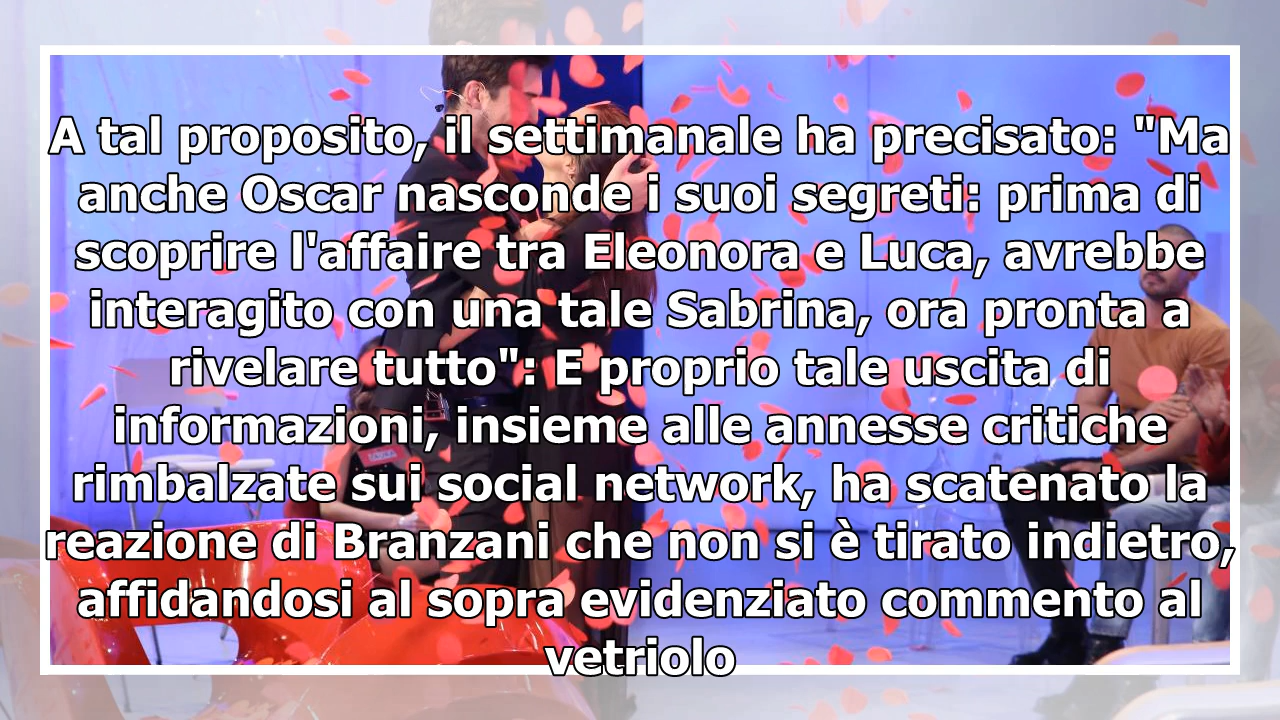 A tal proposito, il settimanale ha precisato: "Ma
anche Oscar nasconde i suoi segreti: prima di
scoprire l'affaire tra Eleonora e Luca, avrebbe
interagito con una tale Sabrina, ora pronta a
rivelare tutto": E proprio tale uscita di
informazioni, insieme alle annesse critiche
rimbalzate sui social network, ha scatenato la
reazione di Branzani che non si è tirato indietro,
affidandosi al sopra evidenziato commento al
vetriolo